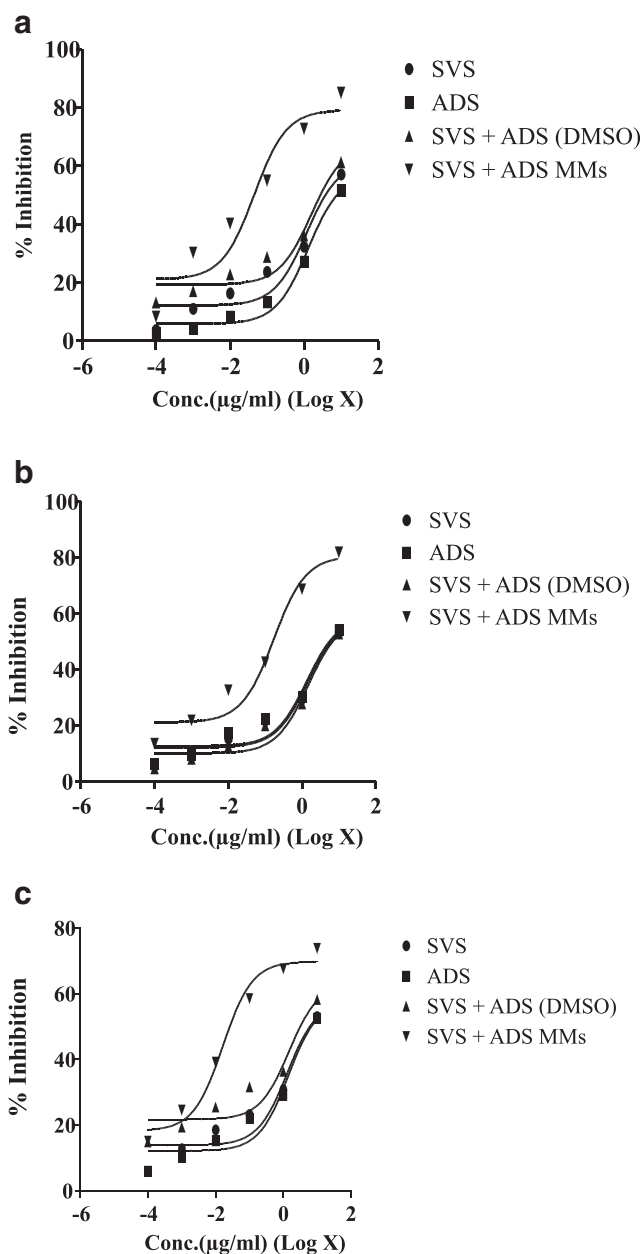 a
100
80
60
40
20
0
% Inhibition
-6
-4
-2
0
2
Conc.(μg/ml) (Log X)
SVS
ADS
SVS + ADS (DMSO)
SVS + ADS MMs
b
100
80
60
40
20
0
% Inhibition
-6
-4
-2
0
2
Conc.(μg/ml) (Log X)
SVS
ADS
SVS + ADS (DMSO)
SVS + ADS MMs
c
80
60
40
20
0
% Inhibition
-6
-4
-2
0
2
Conc.(μg/ml) (Log X)
SVS
ADS
SVS + ADS (DMSO)
SVS + ADS MMs